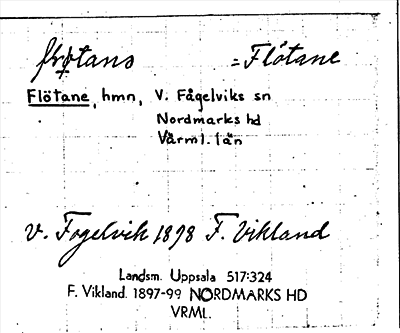 fløtans = Flötane
Flötane, hmn, V. Fågelviks sn
Nordmarks hd
Värml. län
V. Fogelvik 1898 F. Vikland
Landsm. Uppsala 517:324
F. Vikland. 1897-99 NORDMARKS HD
VRML.